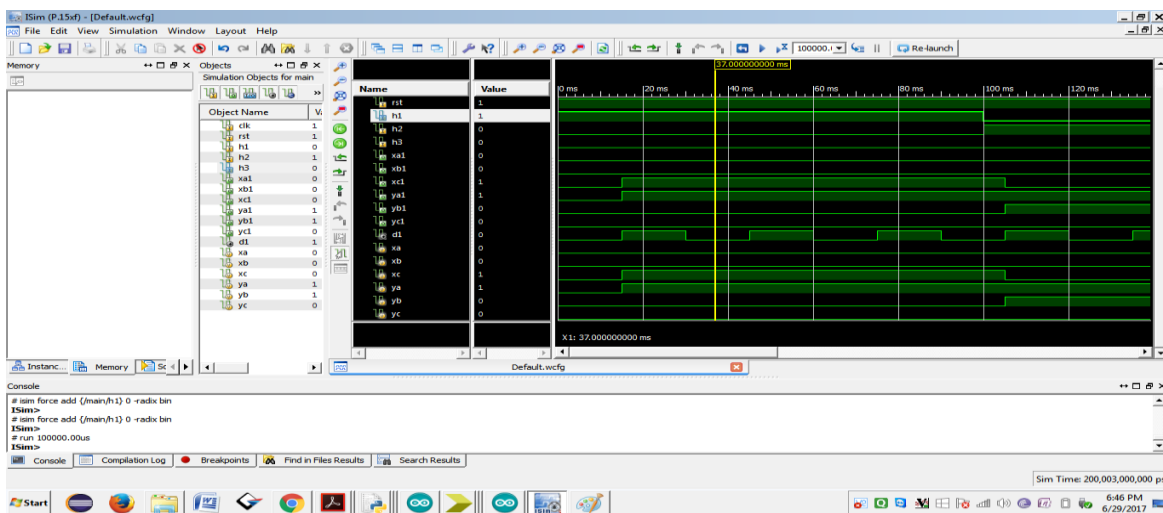 ISim (P.15xf) - [Default.wcfg]
File Edit View Simulation Window Layout Help
100000.0 Re-launch
Memory
Objects
Simulation Objects for main
Object Name V
clk 1
rst 1
h1 0
h2 1
h3 0
xa1 0
xb1 0
xc1 0
ya1 1
yb1 1
yc1 0
d1 1
xa 0
xb 0
xc 0
ya 1
yb 1
yc 0
Name Value
rst 1
h1 1
h2 0
h3 0
xa1 0
xb1 0
xc1 1
ya1 1
yb1 0
yc1 0
d1 0
xa 0
xb 0
xc 1
ya 1
yb 0
yc 0
37.000000000 ms
0 ms 20 ms 40 ms 60 ms 80 ms 100 ms 120 ms
X1: 37.000000000 ms
Instanc... Memory Sc
Default.wcfg
Console
# isim force add {/main/h1} 0 -radix bin
ISim>
# isim force add {/main/h1} 0 -radix bin
ISim>
# run 100000.00us
ISim>
Console Compilation Log Breakpoints Find in Files Results Search Results
Sim Time: 200,003,000,000 ps
Start
6:46 PM
6/29/2017